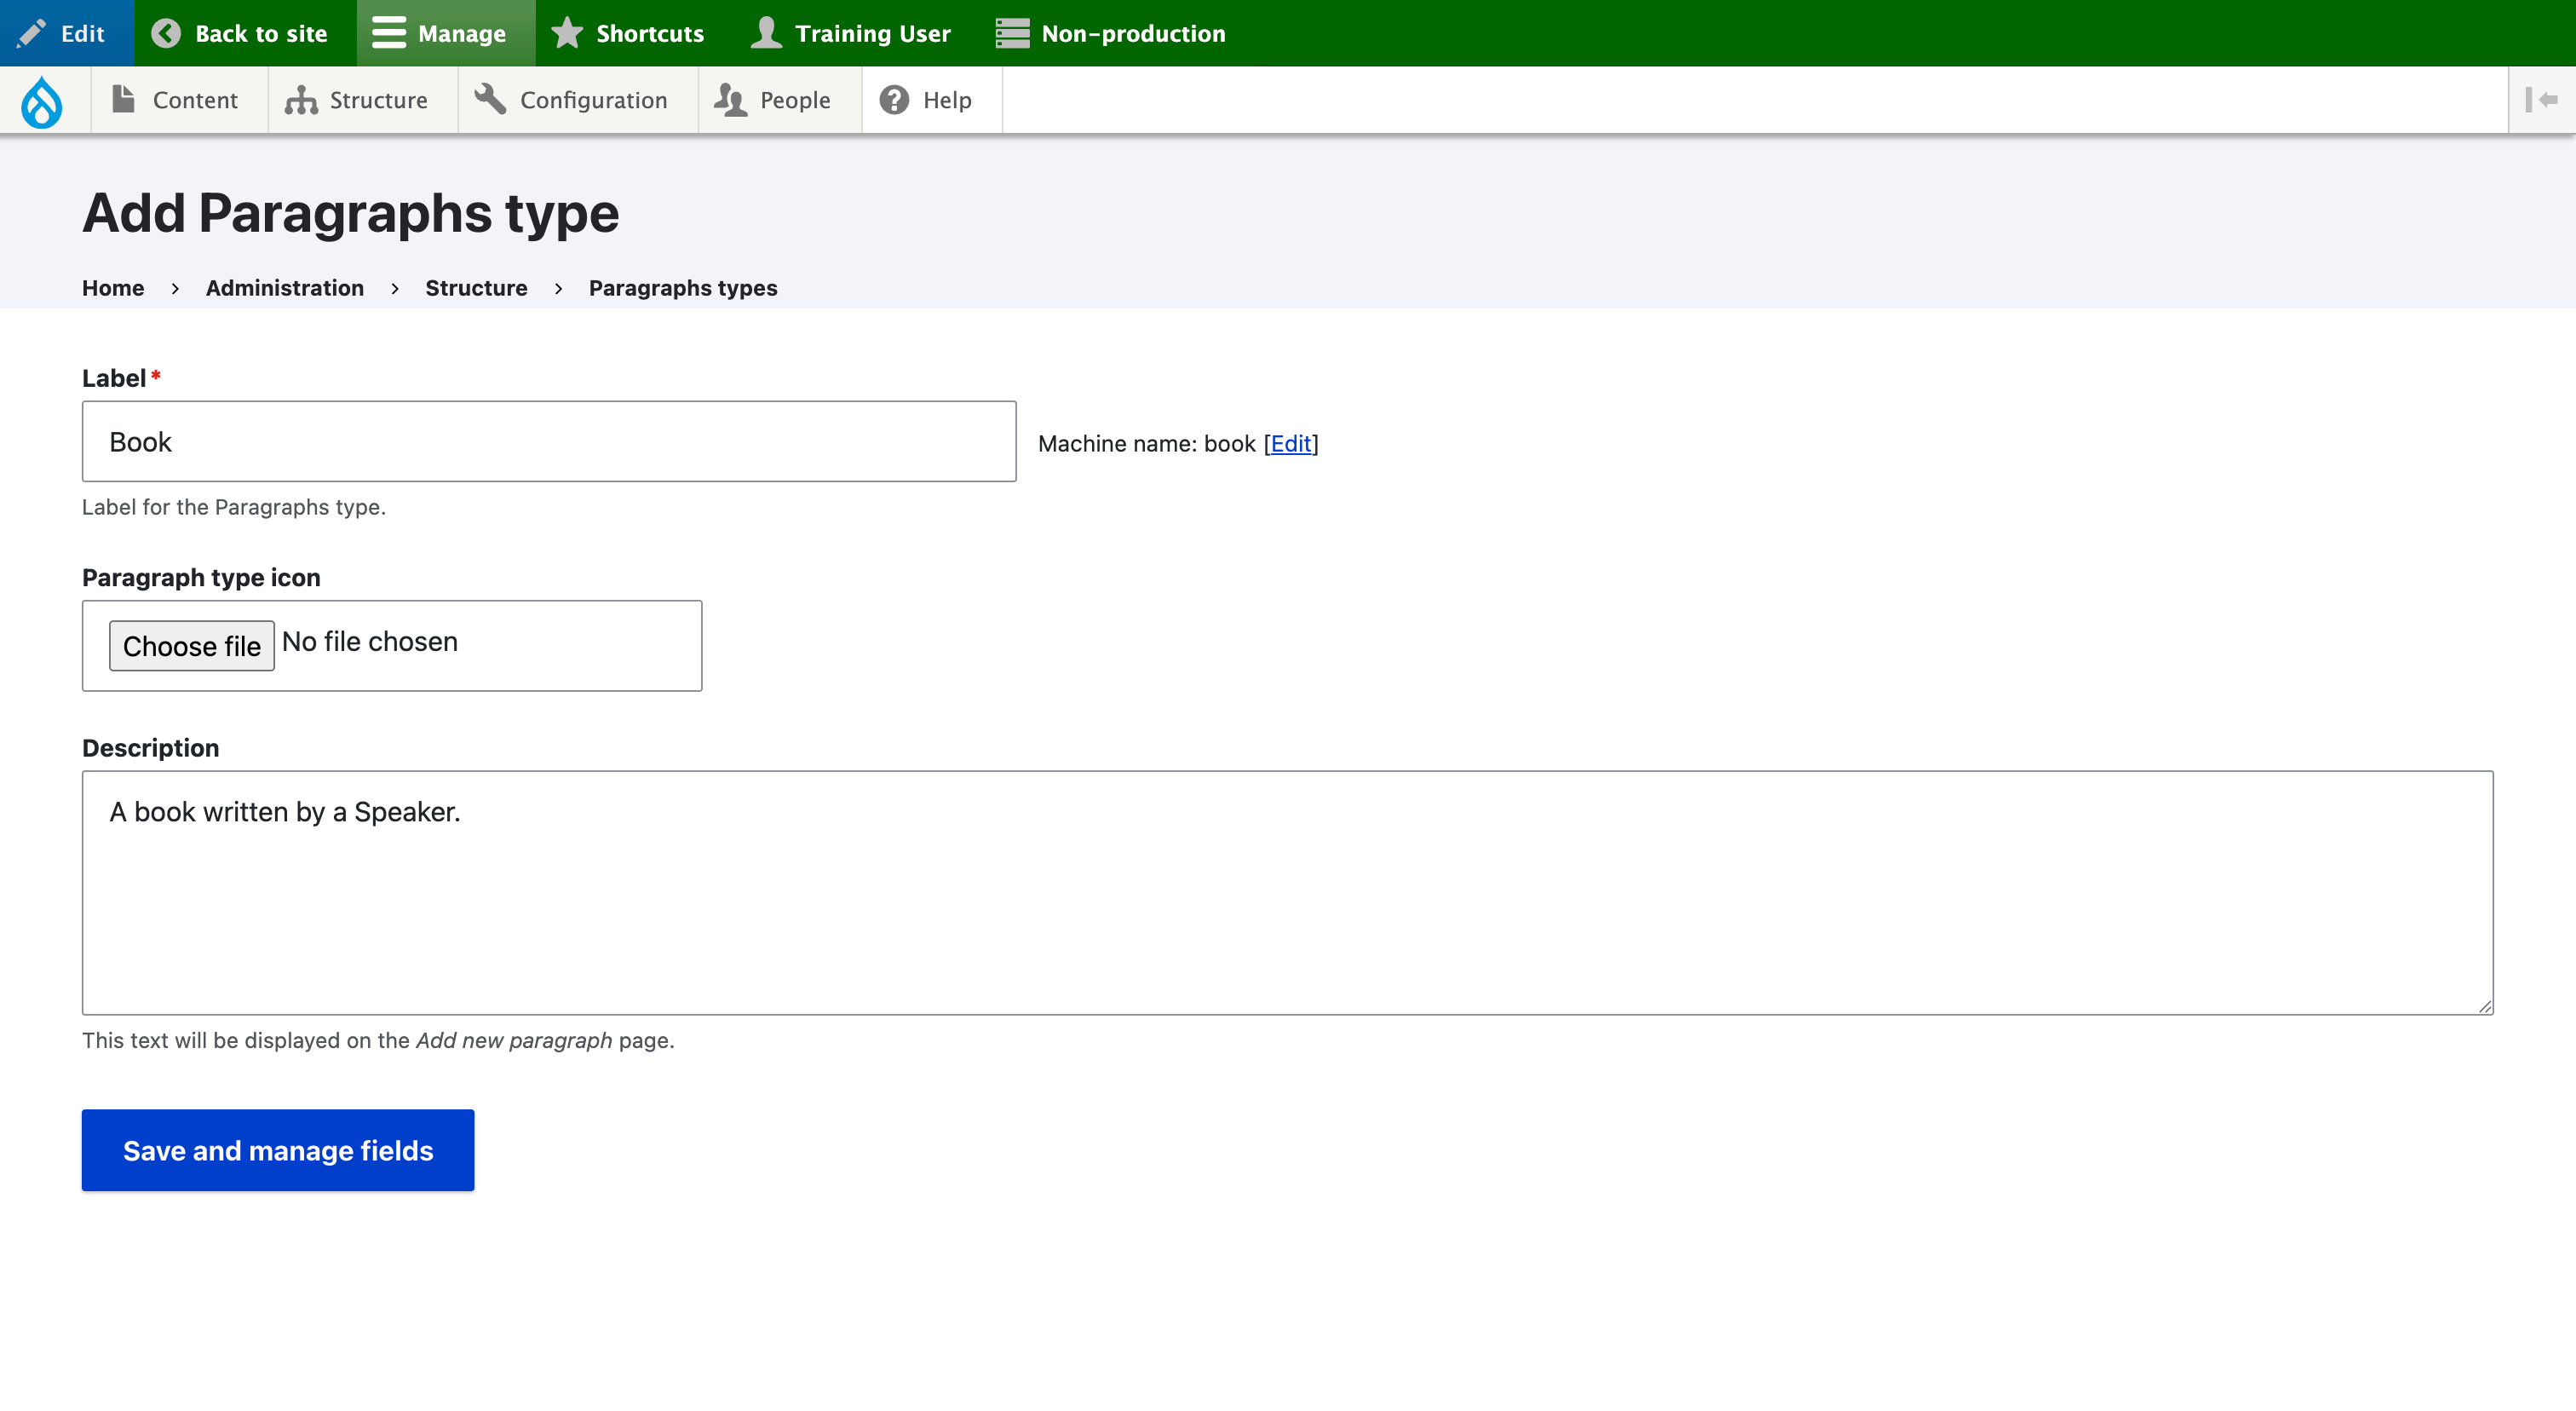 Edit Back to site Manage Shortcuts Training User Non-production
Content Structure Configuration People Help
Add Paragraphs type
Home › Administration › Structure › Paragraphs types
Label*
Book
Machine name: book [Edit]
Label for the Paragraphs type.
Paragraph type icon
Choose file No file chosen
Description
A book written by a Speaker.
This text will be displayed on the Add new paragraph page.
Save and manage fields